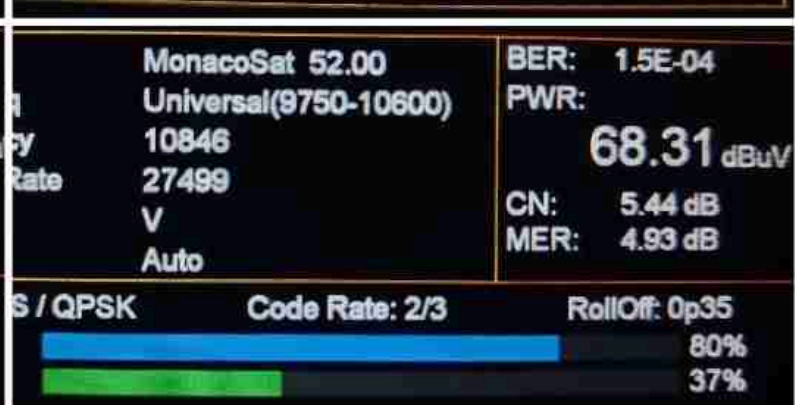 MonacoSat 52.00
Universal(9750-10600)
10846
Rate 27499
V
Auto
BER: 1.5E-04
PWR:
68.31 dBuV
CN: 5.44 dB
MER: 4.93 dB
S / QPSK Code Rate: 2/3 RollOff: 0p35
80%
37%